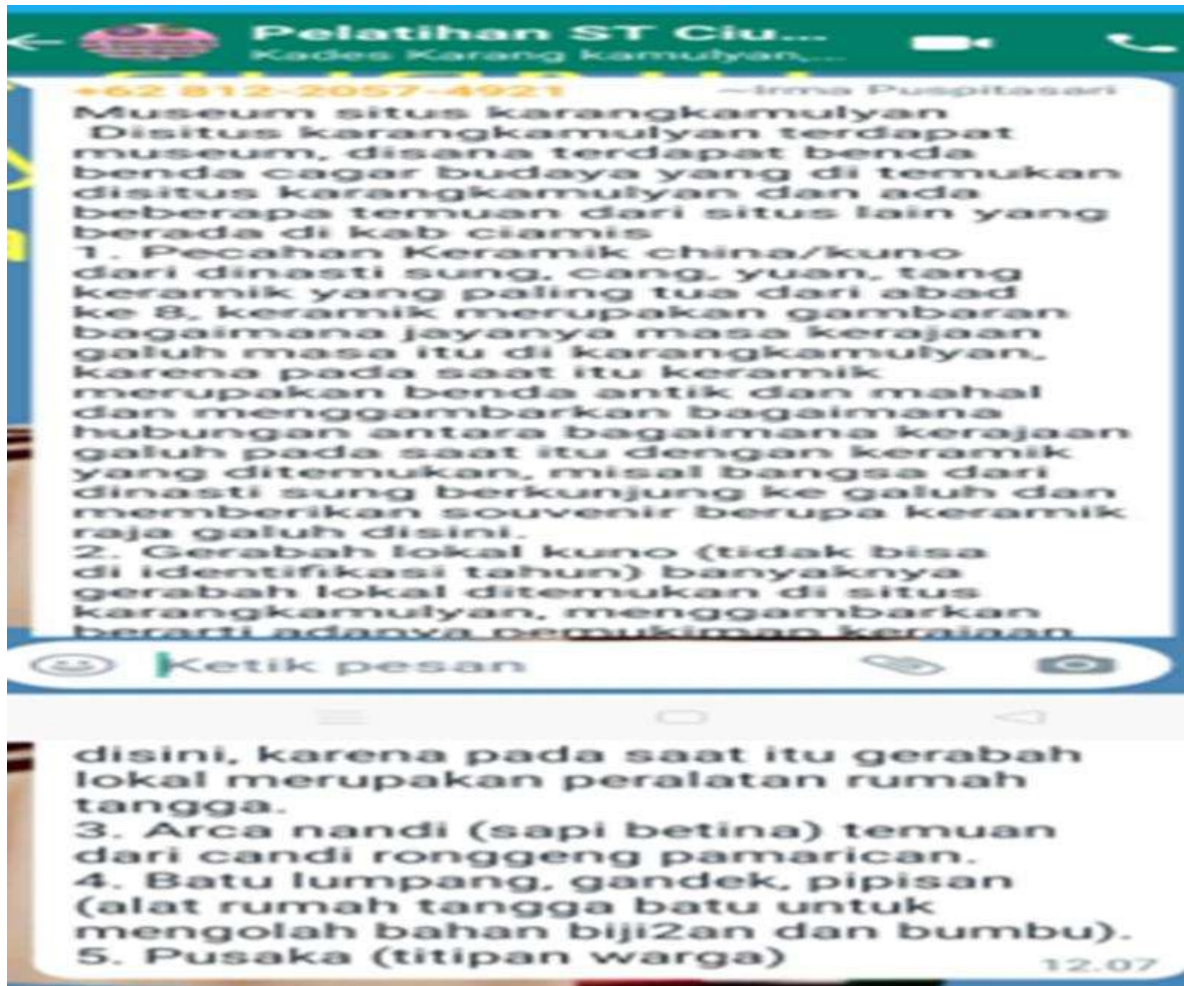 Pelatihan ST Ciu...
Kades Karang kamulyan,...
+62 812-2057-4921 ~Irma Puspitasari
Museum situs karangkamulyan
Disitus karangkamulyan terdapat
museum, disana terdapat benda
benda cagar budaya yang di temukan
disitus karangkamulyan dan ada
beberapa temuan dari situs lain yang
berada di kab ciamis
1. Pecahan Keramik china/kuno
dari dinasti sung, cang, yuan, tang
keramik yang paling tua dari abad
ke 8, keramik merupakan gambaran
bagaimana jayanya masa kerajaan
galuh masa itu di karangkamulyan,
karena pada saat itu keramik
merupakan benda antik dan mahal
dan menggambarkan bagaimana
hubungan antara bagaimana kerajaan
galuh pada saat itu dengan keramik
yang ditemukan, misal bangsa dari
dinasti sung berkunjung ke galuh dan
memberikan souvenir berupa keramik
raja galuh disini.
2. Gerabah lokal kuno (tidak bisa
di identifikasi tahun) banyaknya
gerabah lokal ditemukan di situs
karangkamulyan, menggambarkan
berarti adanya pemukiman kerajaan
Ketik pesan
disini, karena pada saat itu gerabah
lokal merupakan peralatan rumah
tangga.
3. Arca nandi (sapi betina) temuan
dari candi ronggeng pamarican.
4. Batu lumpang, gandek, pipisan
(alat rumah tangga batu untuk
mengolah bahan biji2an dan bumbu).
5. Pusaka (titipan warga)
12.07